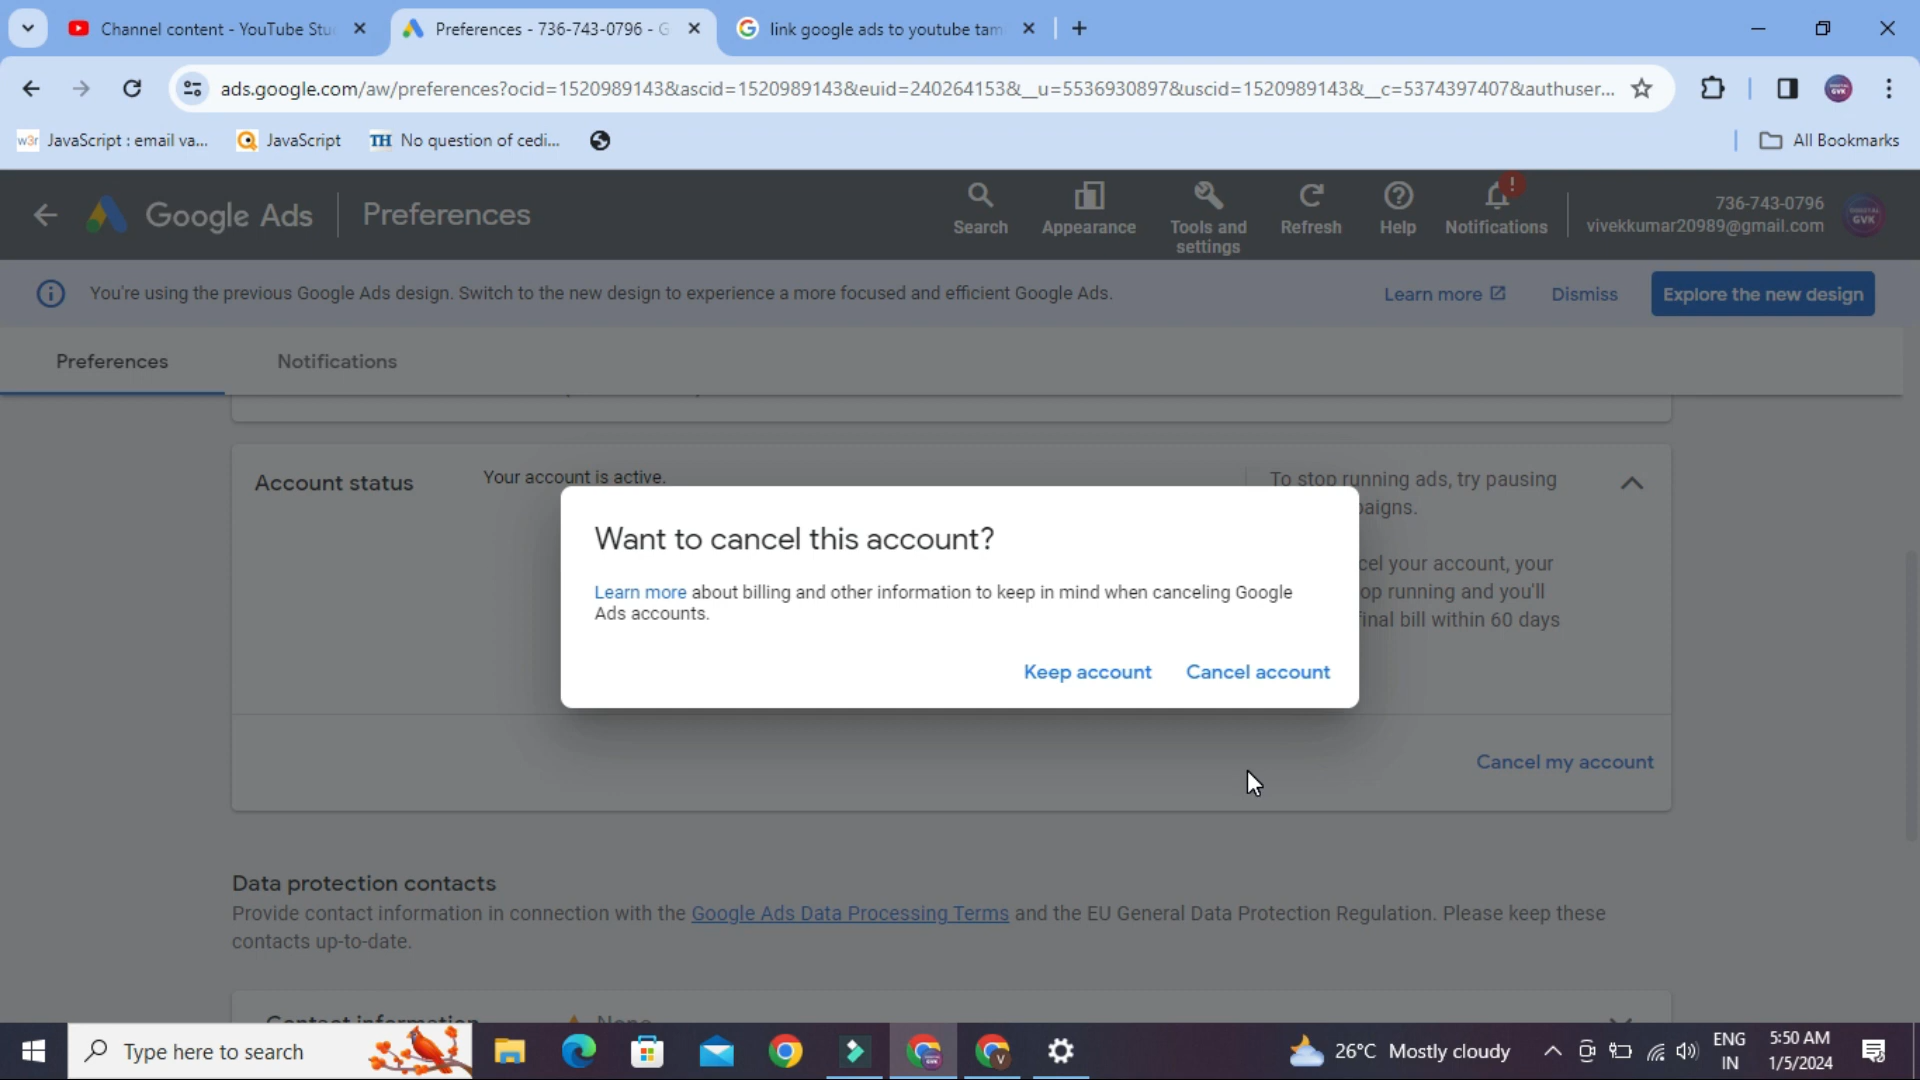 Channel content - YouTube Stu
Preferences - 736-743-0796 - G
link google ads to youtube tam
ads.google.com/aw/preferences?ocid=1520989143&ascid=1520989143&euid=240264153&__u=5536930897&uscid=1520989143&__c=5374397407&authuser...
w3r JavaScript : email va...
JavaScript
TH No question of cedi...
All Bookmarks
Google Ads
Preferences
Search
Appearance
Tools and
settings
Refresh
Help
Notifications
736-743-0796
vivekkumar20989@gmail.com
GVK
You're using the previous Google Ads design. Switch to the new design to experience a more focused and efficient Google Ads.
Learn more
Dismiss
Explore the new design
Preferences
Notifications
Account status
Your account is active.
To stop running ads, try pausing
paigns.
cel your account, your
op running and you'll
final bill within 60 days
Want to cancel this account?
Learn more about billing and other information to keep in mind when canceling Google
Ads accounts.
Keep account
Cancel account
Cancel my account
Data protection contacts
Provide contact information in connection with the Google Ads Data Processing Terms and the EU General Data Protection Regulation. Please keep these
contacts up-to-date.
Contact information
None
Type here to search
26°C Mostly cloudy
ENG
IN
5:50 AM
1/5/2024